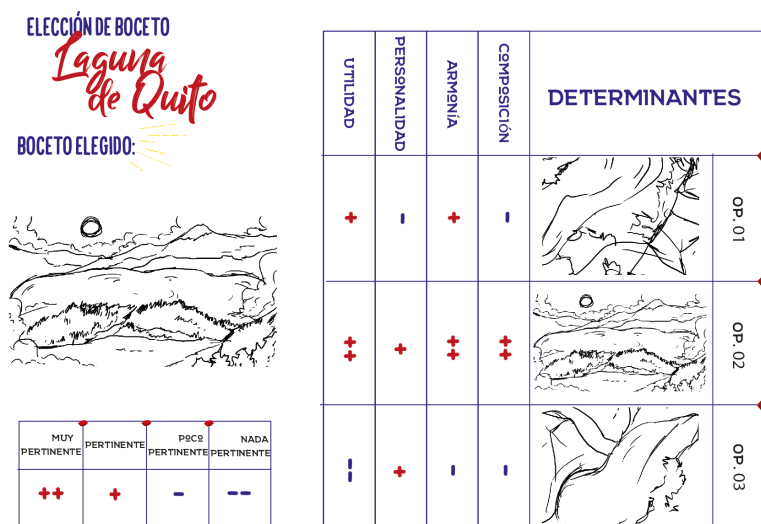 ELECCIÓN DE BOCETO
Laguna
de Quito
BOCETO ELEGIDO:
UTILIDAD
PERSONALIDAD
ARMONÍA
COMPOSICIÓN
DETERMINANTES
+
-
+
-
OP. 01
++
+
++
++
OP. 02
--
+
-
-
OP. 03
MUY
PERTINENTE
PERTINENTE
POCO
PERTINENTE
NADA
PERTINENTE
++
+
-
--